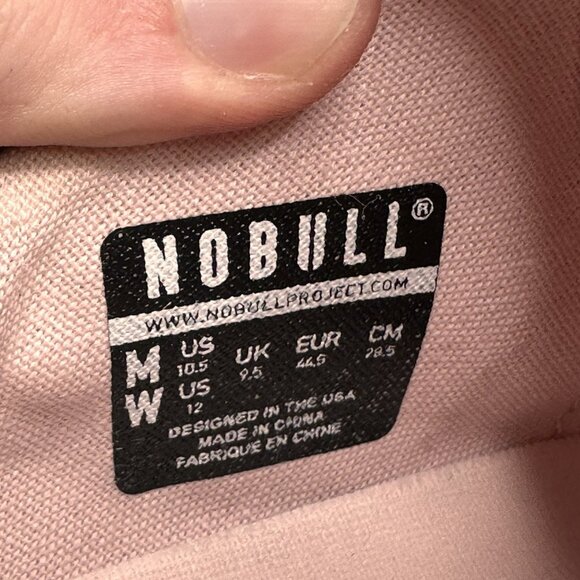 NOBULL®
WWW.NOBULLPROJECT.COM
M US 10.5 UK 9.5 EUR 44.5 CM 28.5
W US 12
DESIGNED IN THE USA
MADE IN CHINA
FABRIQUE EN CHINE